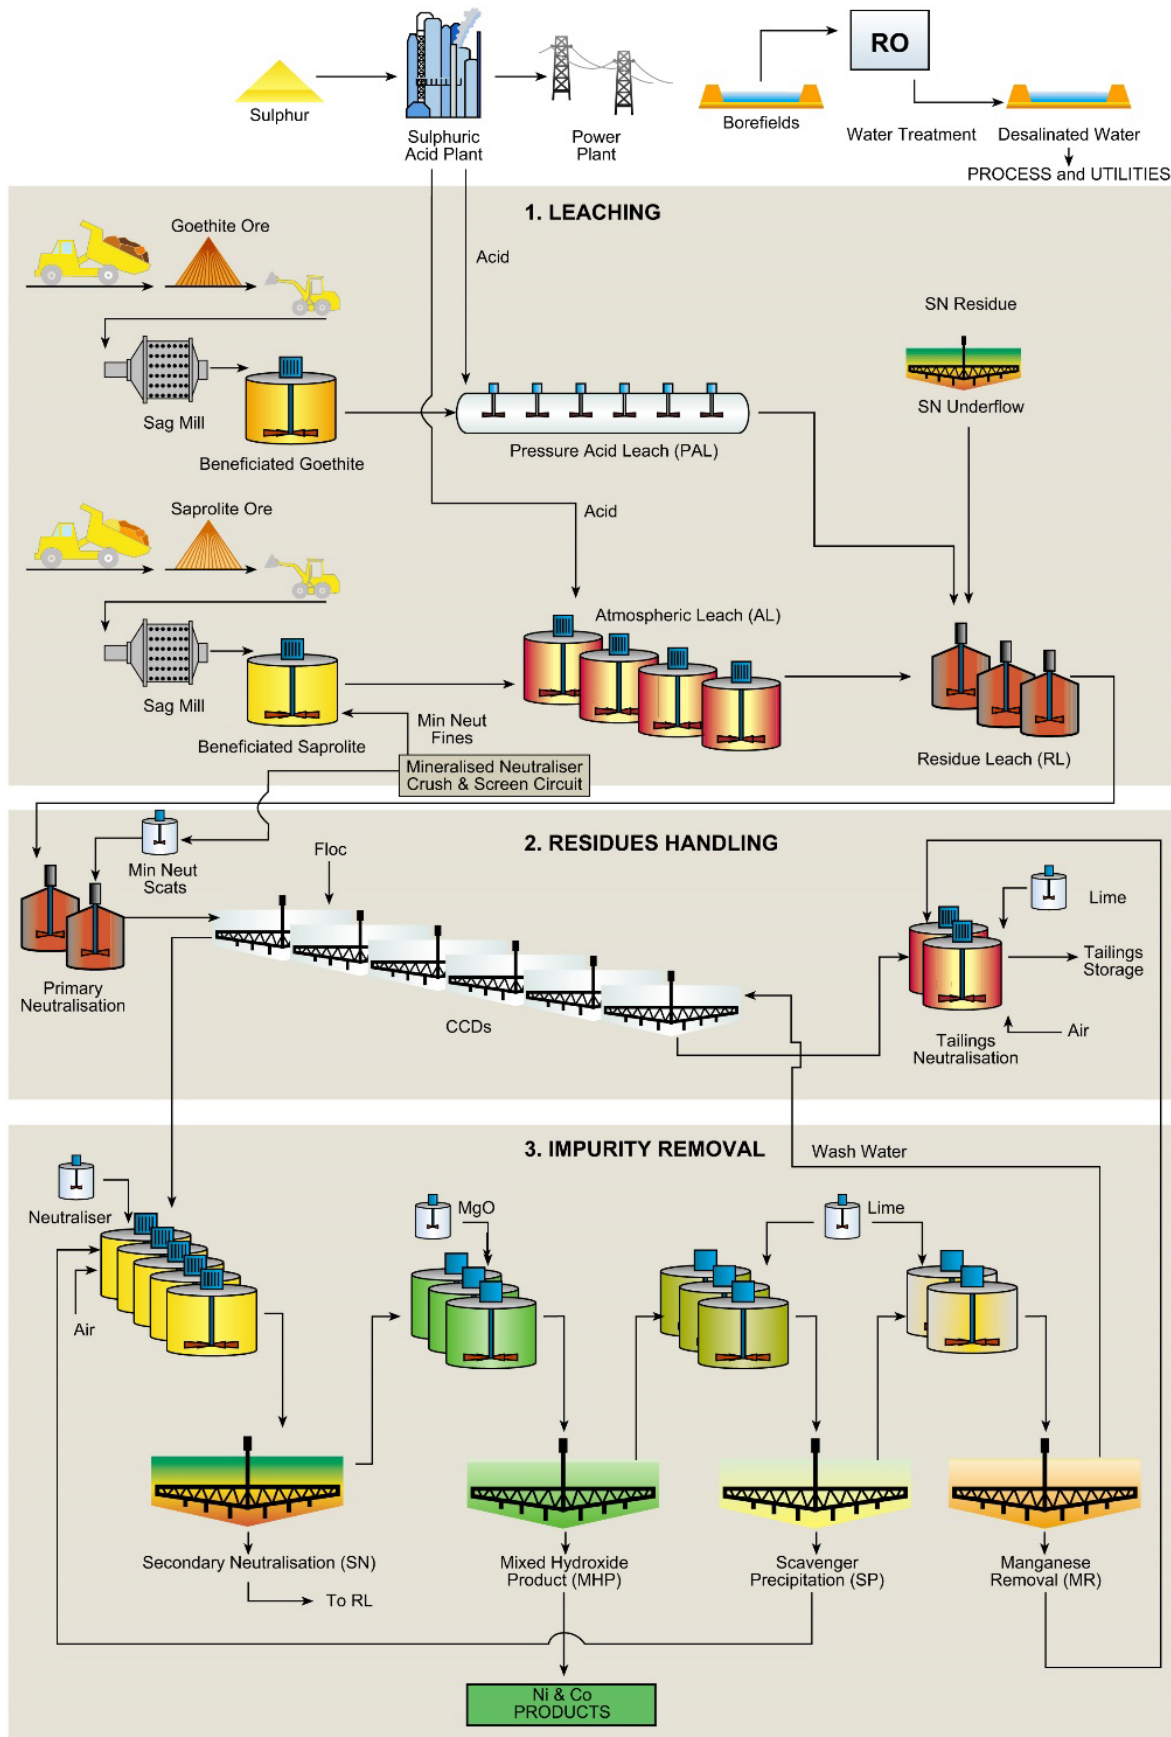 RO
Sulphur
Sulphuric
Acid Plant
Power
Plant
Borefields
Water Treatment
Desalinated Water
PROCESS and UTILITIES
1. LEACHING
Goethite Ore
Acid
SN Residue
Sag Mill
SN Underflow
Beneficiated Goethite
Pressure Acid Leach (PAL)
Saprolite Ore
Acid
Atmospheric Leach (AL)
Sag Mill
Min Neut
Fines
Beneficiated Saprolite
Residue Leach (RL)
Mineralised Neutraliser
Crush & Screen Circuit
2. RESIDUES HANDLING
Floc
Min Neut
Scats
Lime
Tailings
Storage
Primary
Neutralisation
CCDs
Air
Tailings
Neutralisation
3. IMPURITY REMOVAL
Wash Water
Neutraliser
MgO
Lime
Air
Secondary Neutralisation (SN)
Mixed Hydroxide
Product (MHP)
Scavenger
Precipitation (SP)
Manganese
Removal (MR)
To RL
Ni & Co
PRODUCTS